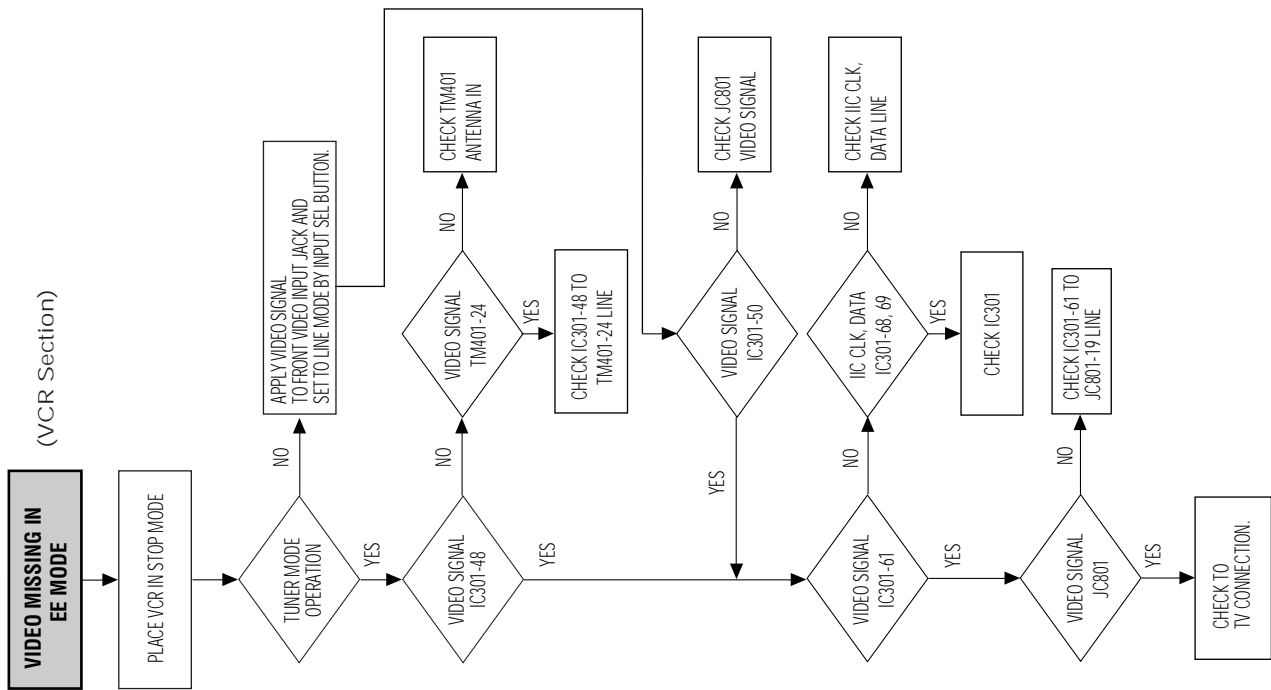 (VCR Section)
VIDEO MISSING IN
EE MODE
PLACE VCR IN STOP MODE
TUNER MODE
OPERATION
NO
APPLY VIDEO SIGNAL
TO FRONT VIDEO INPUT JACK AND
SET TO LINE MODE BY INPUT SEL BUTTON.
YES
VIDEO SIGNAL
IC301-48
NO
VIDEO SIGNAL
TM401-24
NO
CHECK TM401
ANTENNA IN
YES
CHECK IC301-48 TO
TM401-24 LINE
YES
VIDEO SIGNAL
IC301-50
NO
CHECK JC801
VIDEO SIGNAL
YES
VIDEO SIGNAL
IC301-61
NO
IIC CLK, DATA
IC301-68, 69
NO
CHECK IIC CLK,
DATA LINE
YES
CHECK IC301
YES
VIDEO SIGNAL
JC801
NO
CHECK IC301-61 TO
JC801-19 LINE
YES
CHECK TO
TV CONNECTION.